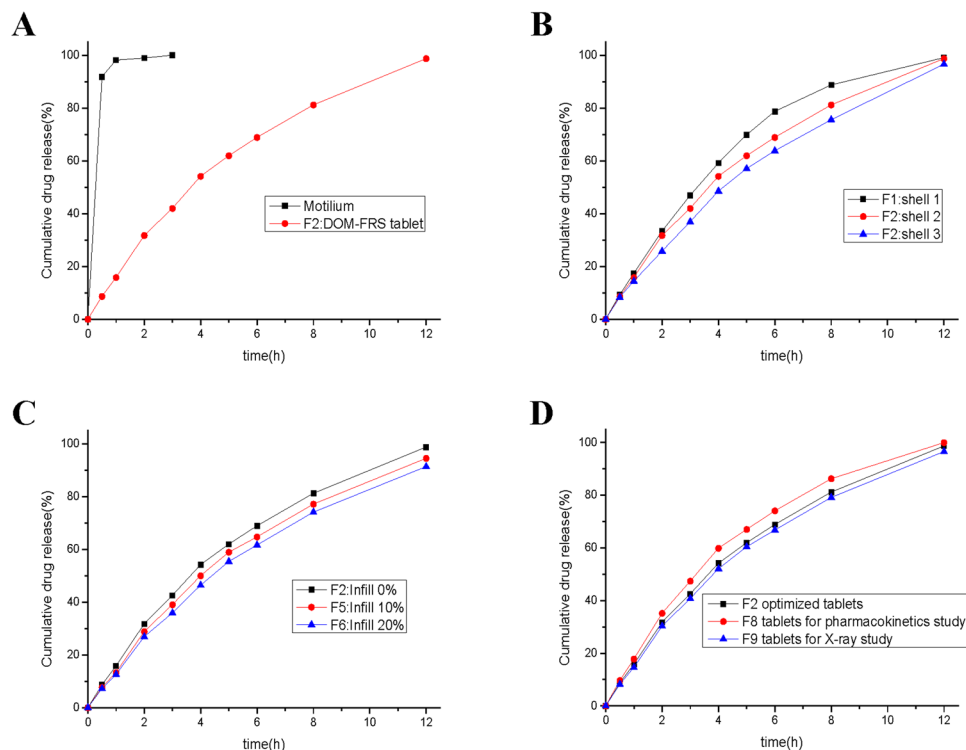 A
Cumulative drug release(%)
100
80
60
40
20
0
0 2 4 6 8 10 12
time(h)
Motilium
F2:DOM-FRS tablet
B
Cumulative drug release(%)
100
80
60
40
20
0
0 2 4 6 8 10 12
time(h)
F1:shell 1
F2:shell 2
F2:shell 3
C
Cumulative drug release(%)
100
80
60
40
20
0
0 2 4 6 8 10 12
time(h)
F2:Infill 0%
F5:Infill 10%
F6:Infill 20%
D
Cumulative drug release(%)
100
80
60
40
20
0
0 2 4 6 8 10 12
time(h)
F2 optimized tablets
F8 tablets for pharmacokinetics study
F9 tablets for X-ray study